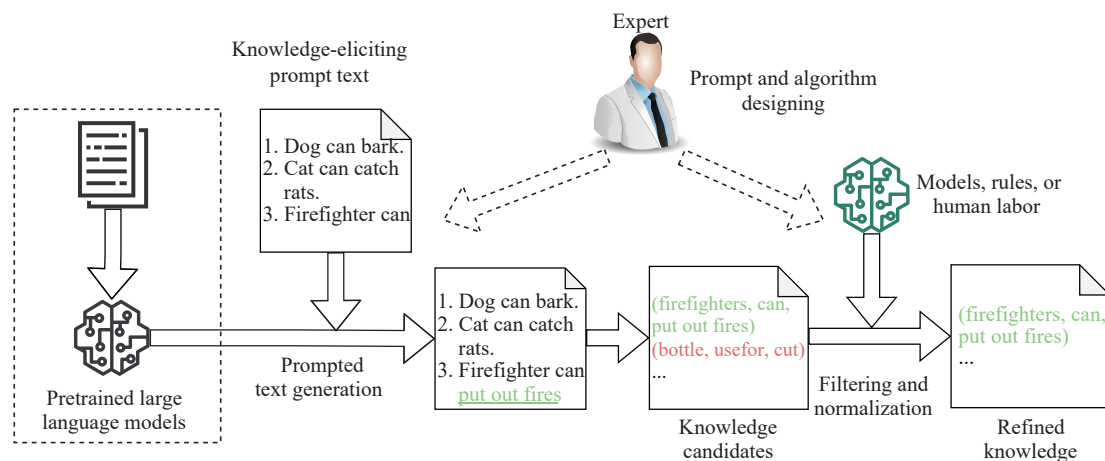 Expert
Knowledge-eliciting
prompt text
Prompt and algorithm
designing
1. Dog can bark.
2. Cat can catch
rats.
3. Firefighter can
Models, rules, or
human labor
1. Dog can bark.
2. Cat can catch
rats.
3. Firefighter can
put out fires
(firefighters, can,
put out fires)
(bottle, usefor, cut)
...
(firefighters, can,
put out fires)
...
Prompted
text generation
Filtering and
normalization
Pretrained large
language models
Knowledge
candidates
Refined
knowledge